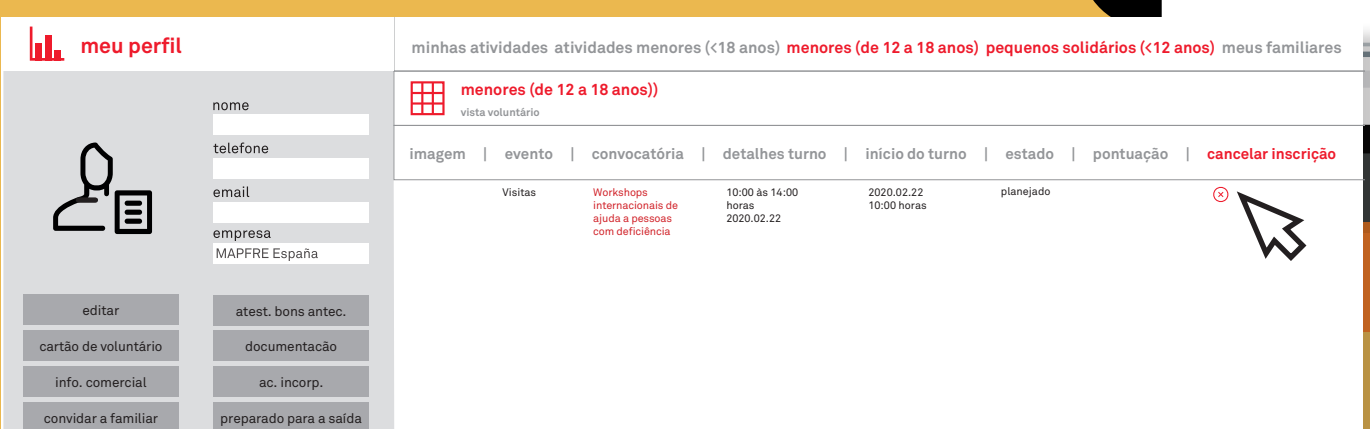 meu perfil
minhas atividades atividades menores (<18 anos) menores (de 12 a 18 anos) pequenos solidários (<12 anos) meus familiares
nome
telefone
email
empresa
MAPFRE España
editar
atest. bons antec.
cartão de voluntário
documentacão
info. comercial
ac. incorp.
convidar a familiar
preparado para a saída
menores (de 12 a 18 anos))
vista voluntário
imagem | evento | convocatória | detalhes turno | início do turno | estado | pontuação | cancelar inscrição
Visitas
Workshops
internacionais de
ajuda a pessoas
com deficiência
10:00 às 14:00
horas
2020.02.22
2020.02.22
10:00 horas
planejado